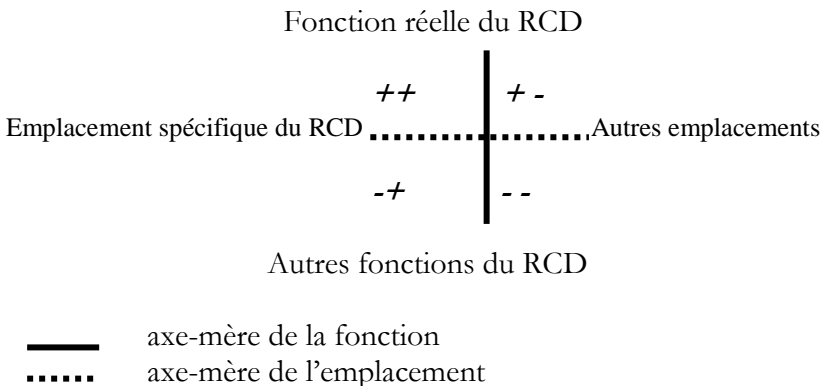 Fonction réelle du RCD
++ + -
Emplacement spécifique du RCD Autres emplacements
-+ - -
Autres fonctions du RCD
axe-mère de la fonction
axe-mère de l'emplacement